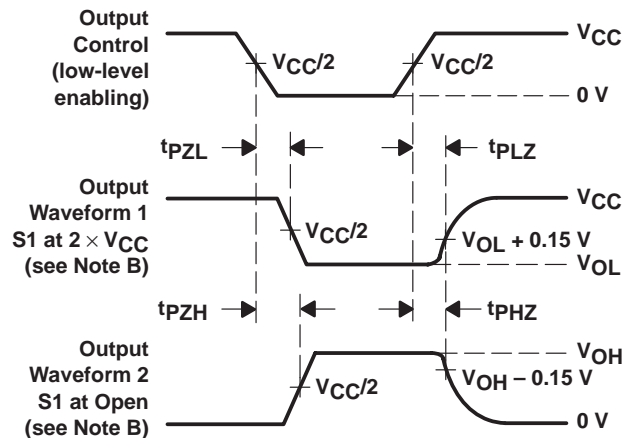 Output
Control
(low-level
enabling)
VCC/2
VCC/2
VCC
0 V
tPZL
tPLZ
Output
Waveform 1
S1 at 2 × VCC
(see Note B)
VCC/2
VCC
VOL + 0.15 V
VOL
tPZH
tPHZ
Output
Waveform 2
S1 at Open
(see Note B)
VCC/2
VOH
VOH – 0.15 V
0 V